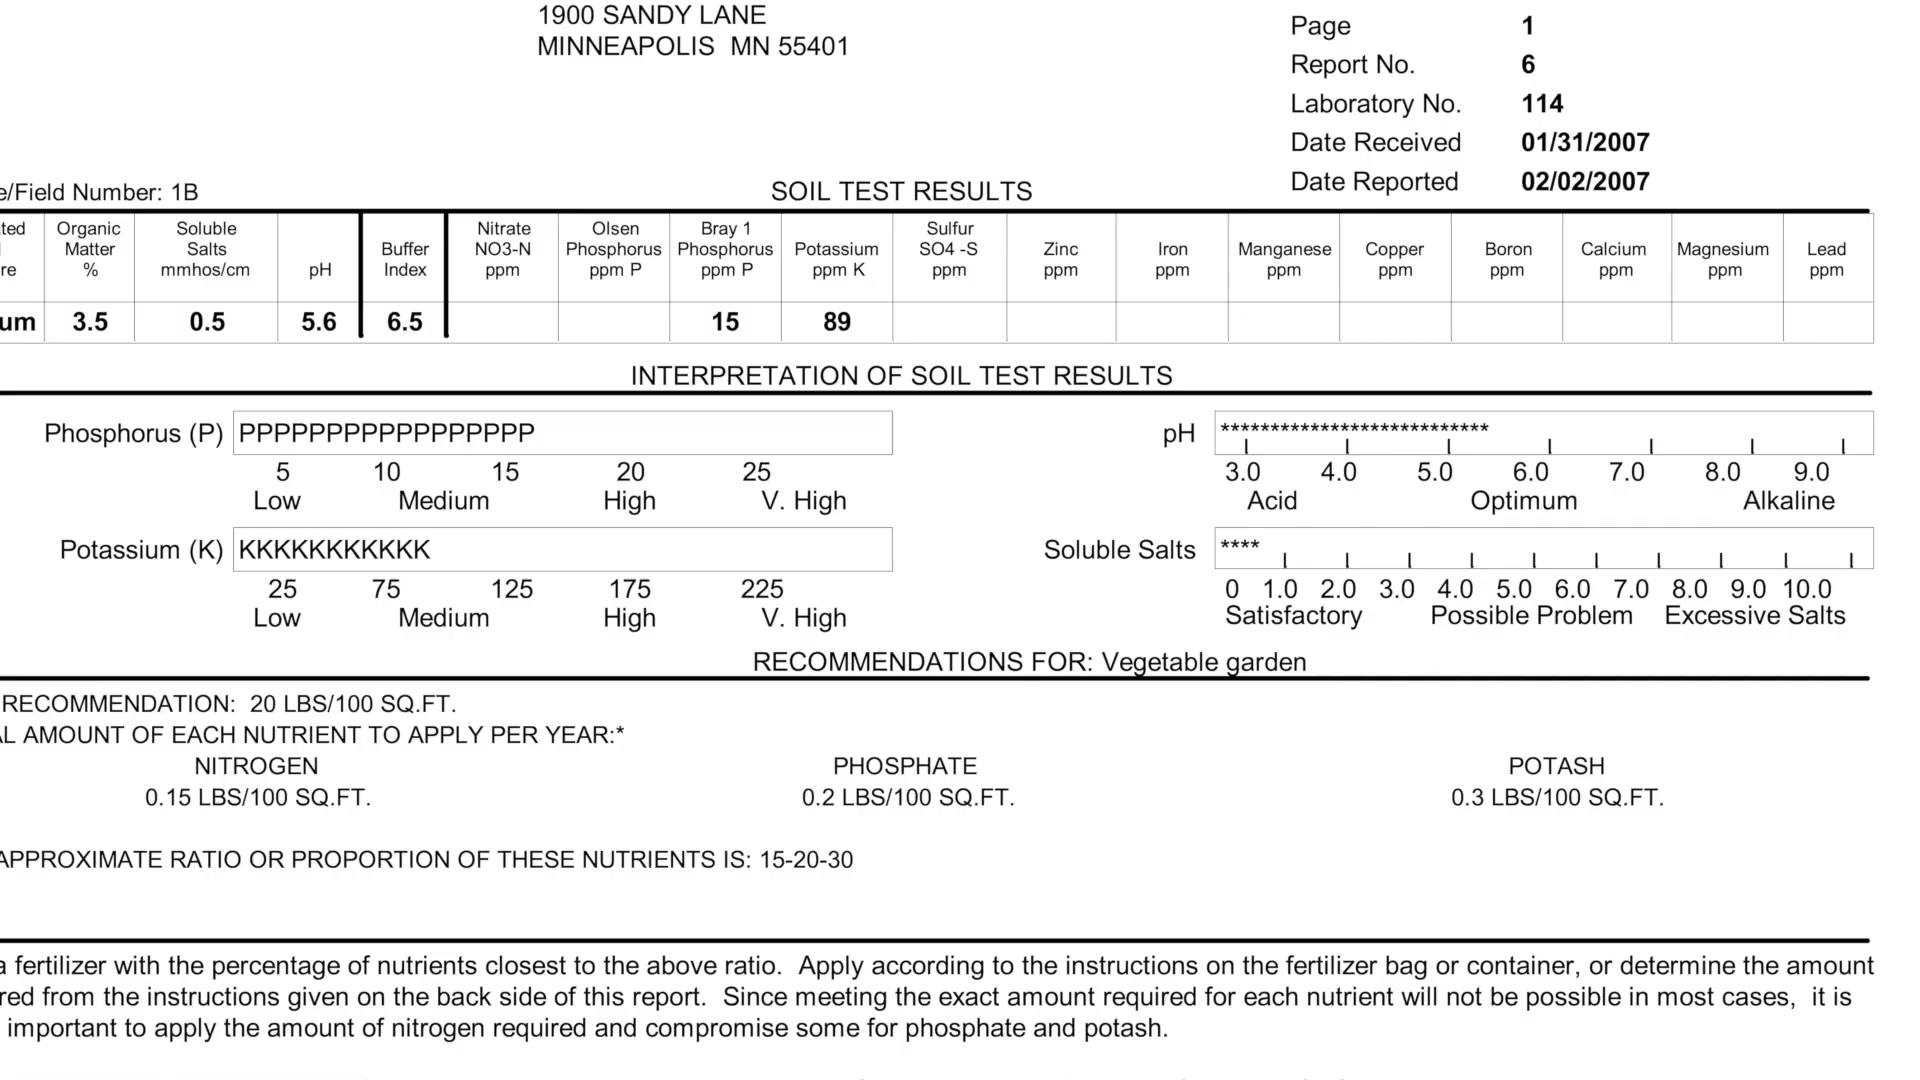 1900 SANDY LANE
MINNEAPOLIS MN 55401
Page 1
Report No. 6
Laboratory No. 114
Date Received 01/31/2007
Date Reported 02/02/2007
e/Field Number: 1B
SOIL TEST RESULTS
ted
re
Organic Matter %
Soluble Salts mmhos/cm
pH
Buffer Index
Nitrate NO3-N ppm
Olsen Phosphorus ppm P
Bray 1 Phosphorus ppm P
Potassium ppm K
Sulfur SO4 -S ppm
Zinc ppm
Iron ppm
Manganese ppm
Copper ppm
Boron ppm
Calcium ppm
Magnesium ppm
Lead ppm
um 3.5 0.5 5.6 6.5 15 89
INTERPRETATION OF SOIL TEST RESULTS
Phosphorus (P) PPPPPPPPPPPPPPPPP
5 10 15 20 25
Low Medium High V. High
pH ***************************
3.0 4.0 5.0 6.0 7.0 8.0 9.0
Acid Optimum Alkaline
Potassium (K) KKKKKKKKKKK
25 75 125 175 225
Low Medium High V. High
Soluble Salts ****
0 1.0 2.0 3.0 4.0 5.0 6.0 7.0 8.0 9.0 10.0
Satisfactory Possible Problem Excessive Salts
RECOMMENDATIONS FOR: Vegetable garden
RECOMMENDATION: 20 LBS/100 SQ.FT.
AL AMOUNT OF EACH NUTRIENT TO APPLY PER YEAR:*
NITROGEN PHOSPHATE POTASH
0.15 LBS/100 SQ.FT. 0.2 LBS/100 SQ.FT. 0.3 LBS/100 SQ.FT.
APPROXIMATE RATIO OR PROPORTION OF THESE NUTRIENTS IS: 15-20-30
a fertilizer with the percentage of nutrients closest to the above ratio. Apply according to the instructions on the fertilizer bag or container, or determine the amount
red from the instructions given on the back side of this report. Since meeting the exact amount required for each nutrient will not be possible in most cases, it is
important to apply the amount of nitrogen required and compromise some for phosphate and potash.